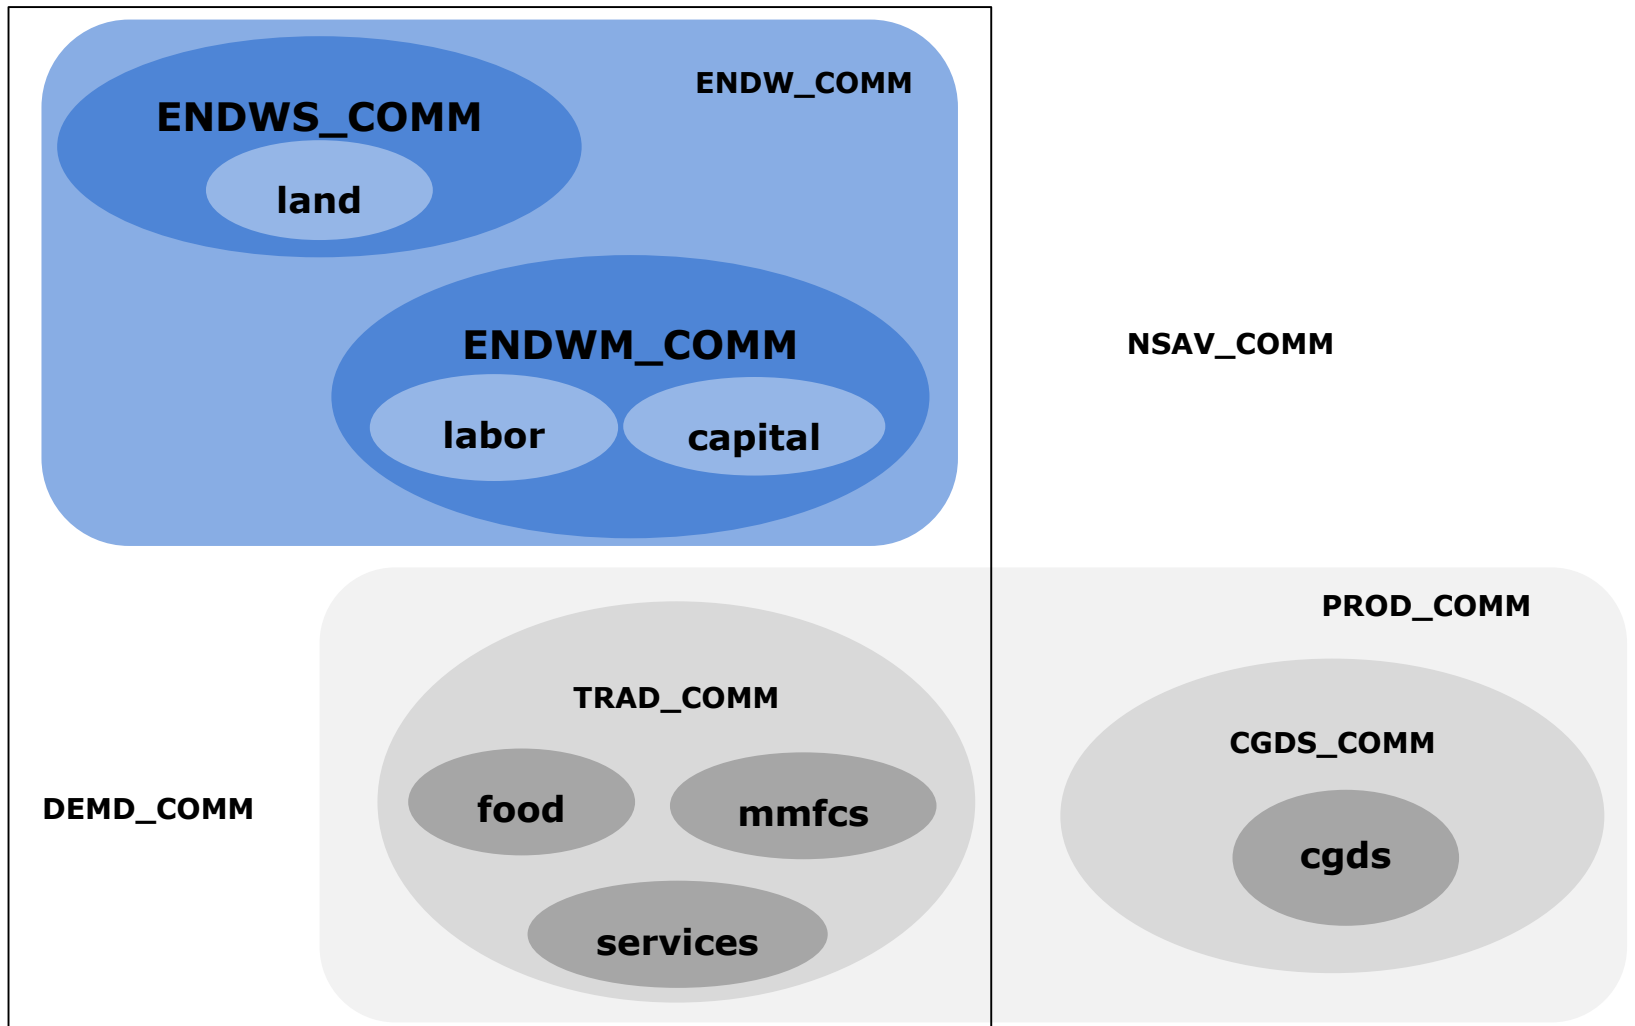 ENDW_COMM
ENDWS_COMM
land
ENDWM_COMM
NSAV_COMM
labor
capital
PROD_COMM
TRAD_COMM
CGDS_COMM
DEMD_COMM
food
mmfcs
cgds
services